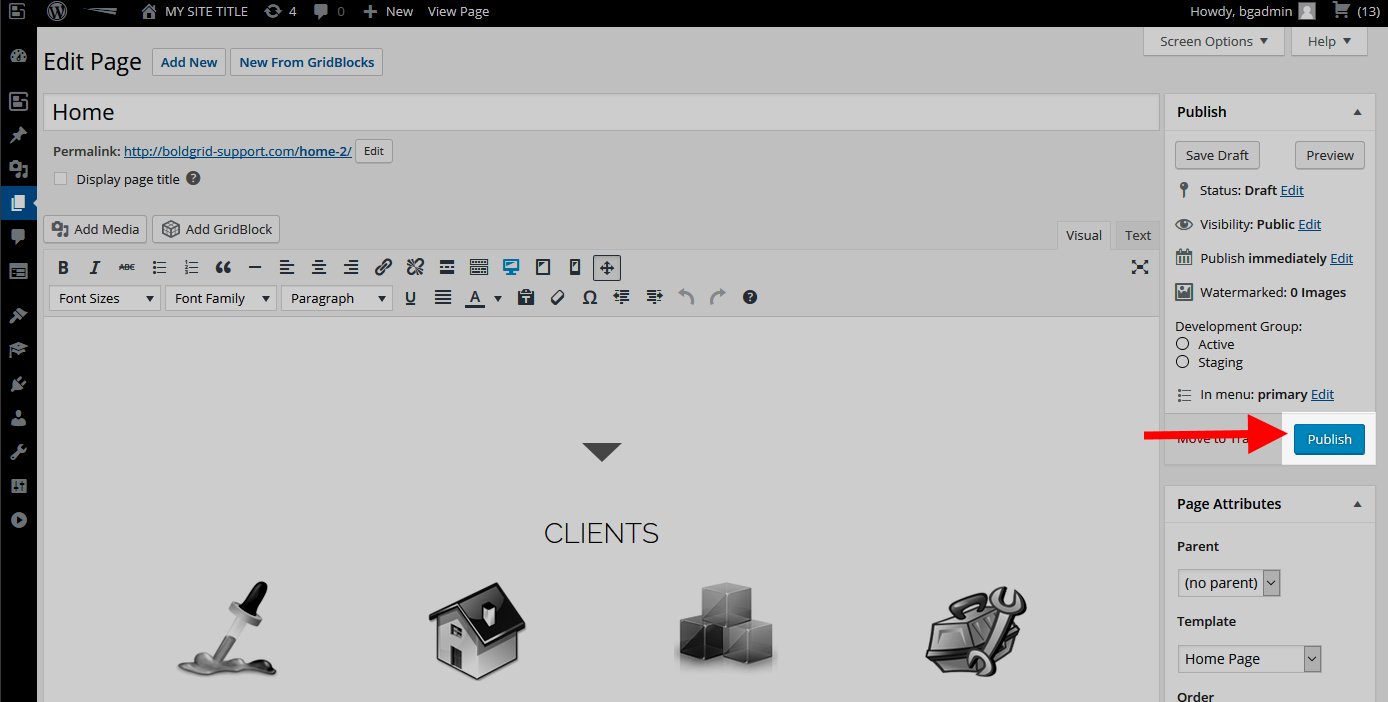 MY SITE TITLE 4 0 New View Page Howdy, bgadmin (13)
Screen Options Help
Edit Page Add New New From GridBlocks
Home
Permalink: http://boldgrid-support.com/home-2/ Edit
Display page title
Add Media Add GridBlock
Visual Text
B I ABC
Font Sizes Font Family Paragraph U A Ω
CLIENTS
Publish
Save Draft Preview
Status: Draft Edit
Visibility: Public Edit
Publish immediately Edit
Watermarked: 0 Images
Development Group:
Active
Staging
In menu: primary Edit
Move to Publish
Page Attributes
Parent
(no parent)
Template
Home Page
Order